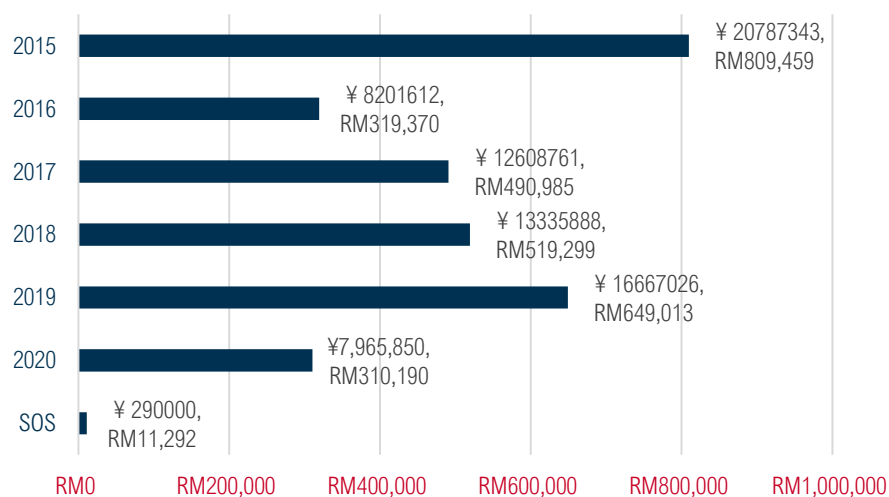 2015
¥ 20787343,
RM809,459
2016
¥ 8201612,
RM319,370
2017
¥ 12608761,
RM490,985
2018
¥ 13335888,
RM519,299
2019
¥ 16667026,
RM649,013
2020
¥7,965,850,
RM310,190
SOS
¥ 290000,
RM11,292
RM0 RM200,000 RM400,000 RM600,000 RM800,000 RM1,000,000